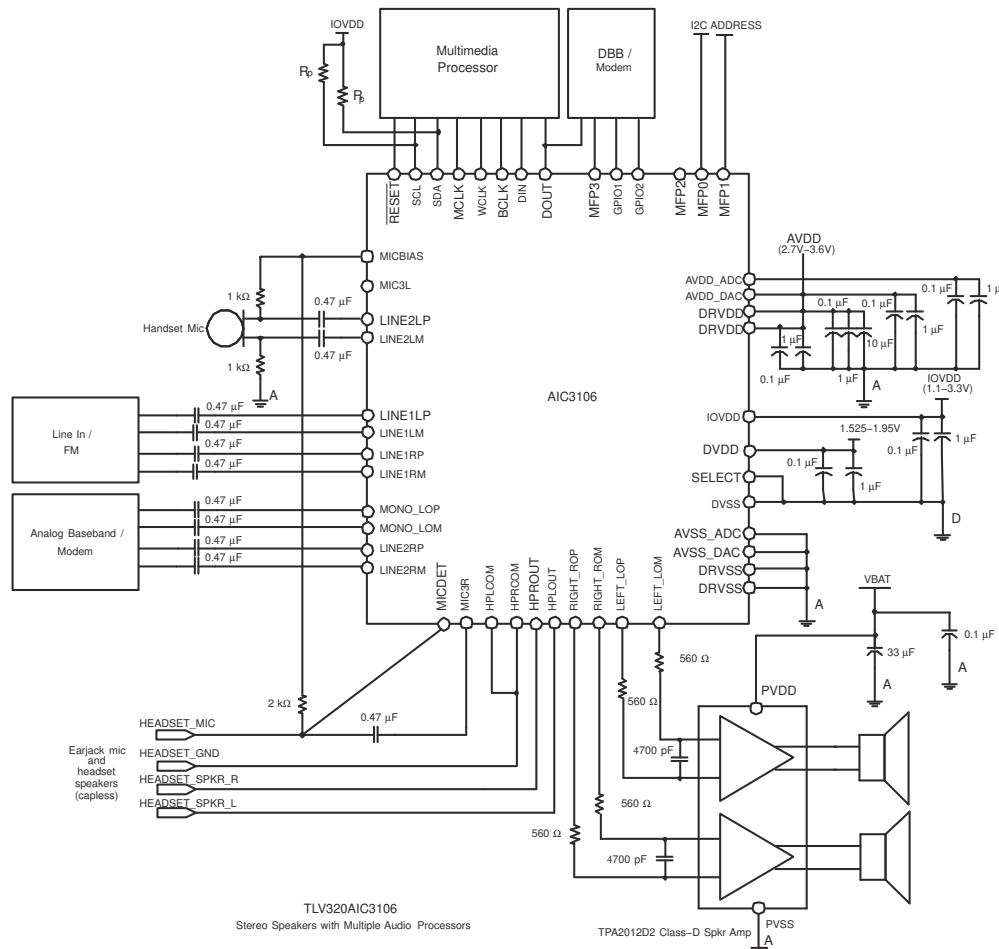 IOVDD
Rp
Rp
Multimedia
Processor
DBB /
Modem
I2C ADDRESS
RESET
SCL
SDA
MCLK
WCLK
BCLK
DIN
DOUT
MFP3
GPIO1
GPIO2
MFP2
MFP0
MFP1
MICBIAS
MIC3L
LINE2LP
LINE2LM
1 kΩ
0.47 µF
Handset Mic
0.47 µF
1 kΩ
A
AIC3106
AVDD
(2.7V−3.6V)
AVDD_ADC
AVDD_DAC
DRVDD
DRVDD
0.1 µF
1 µF
0.1 µF
1 µF
10 µF
0.1 µF
1 µF
0.1 µF
1 µ
A
Line In /
FM
0.47 µF
0.47 µF
0.47 µF
0.47 µF
LINE1LP
LINE1LM
LINE1RP
LINE1RM
IOVDD
(1.1−3.3V)
IOVDD
1.525−1.95V
DVDD
SELECT
DVSS
0.1 µF
1 µF
0.1 µF
1 µF
D
Analog Baseband /
Modem
0.47 µF
0.47 µF
0.47 µF
0.47 µF
MONO_LOP
MONO_LOM
LINE2RP
LINE2RM
AVSS_ADC
AVSS_DAC
DRVSS
DRVSS
A
MICDET
MIC3R
HPLCOM
HPRCOM
HPROUT
HPLOUT
RIGHT_ROP
RIGHT_ROM
LEFT_LOP
LEFT_LOM
VBAT
33 µF
0.1 µF
A
A
560 Ω
560 Ω
PVDD
4700 pF
2 kΩ
0.47 µF
HEADSET_MIC
HEADSET_GND
HEADSET_SPKR_R
HEADSET_SPKR_L
Earjack mic
and
headset
speakers
(capless)
560 Ω
560 Ω
4700 pF
TLV320AIC3106
Stereo Speakers with Multiple Audio Processors
TPA2012D2 Class−D Spkr Amp
PVSS
A